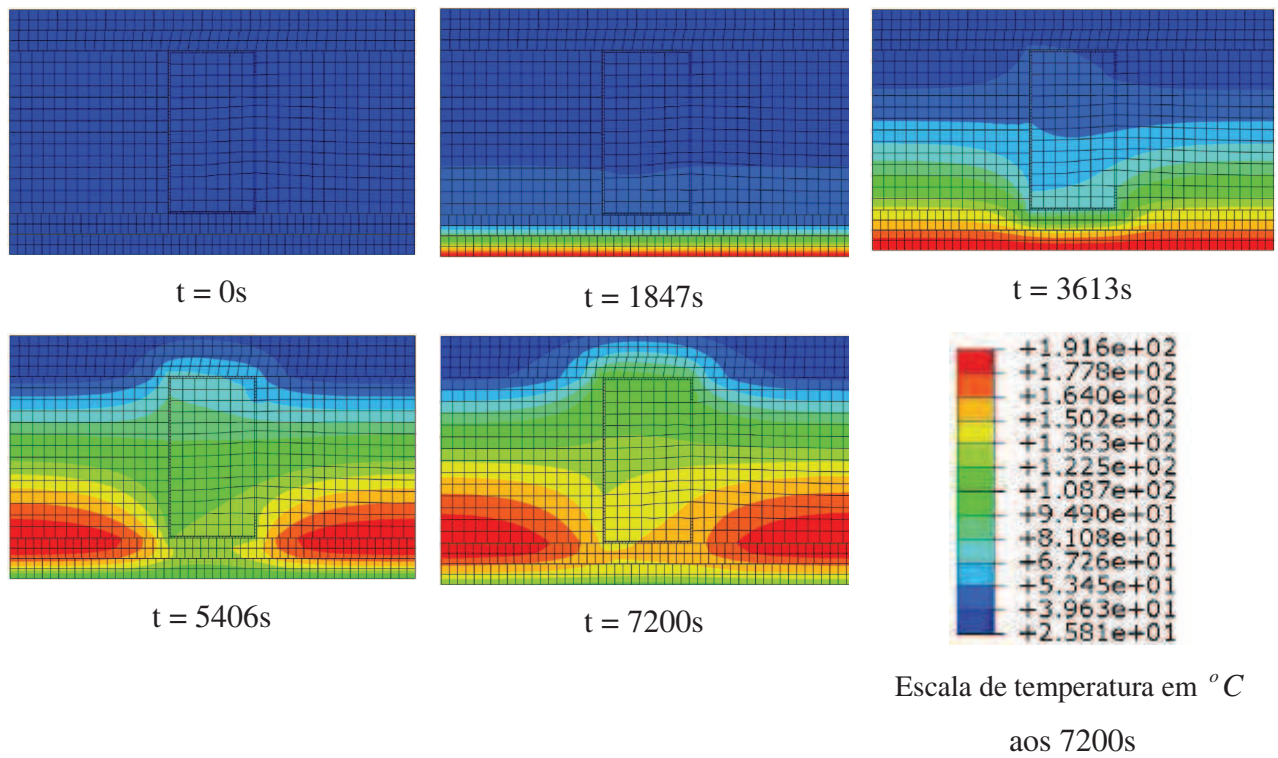 t = 0s
t = 1847s
t = 3613s
t = 5406s
t = 7200s
+1.916e+02
+1.778e+02
+1.640e+02
+1.502e+02
+1.363e+02
+1.225e+02
+1.087e+02
+9.490e+01
+8.108e+01
+6.726e+01
+5.345e+01
+3.963e+01
+2.581e+01
Escala de temperatura em °C
aos 7200s